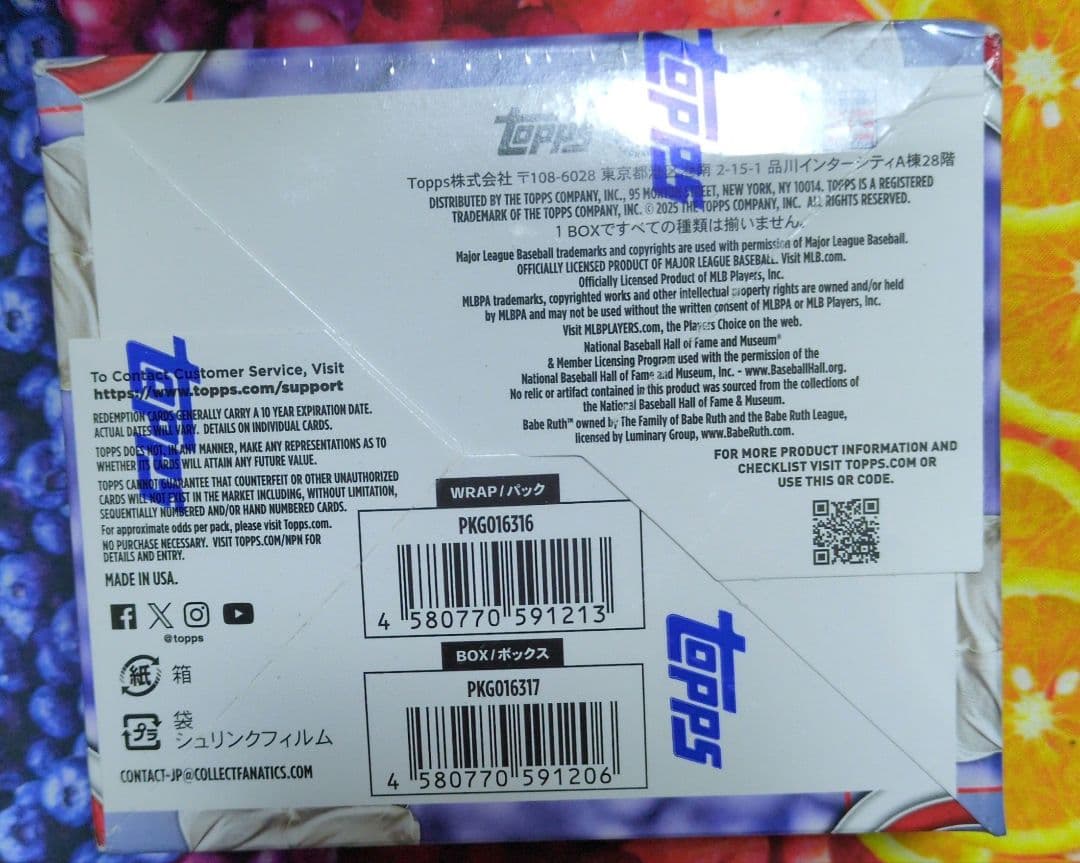 topps
topps
Topps株式会社 〒108-6028 東京都港区港南 2-15-1 品川インターシティA棟28階
DISTRIBUTED BY THE TOPPS COMPANY, INC., 95 MORTON STREET, NEW YORK, NY 10014. TOPPS IS A REGISTERED
TRADEMARK OF THE TOPPS COMPANY, INC. © 2025 THE TOPPS COMPANY, INC. ALL RIGHTS RESERVED.
1 BOXですべての種類は揃いません。
Major League Baseball trademarks and copyrights are used with permission of Major League Baseball.
OFFICIALLY LICENSED PRODUCT OF MAJOR LEAGUE BASEBALL. Visit MLB.com.
Officially Licensed Product of MLB Players, Inc.
MLBPA trademarks, copyrighted works and other intellectual property rights are owned and/or held
by MLBPA and may not be used without the written consent of MLBPA or MLB Players, Inc.
Visit MLBPLAYERS.com, the Players Choice on the web.
National Baseball Hall of Fame and Museum®
& Member Licensing Program used with the permission of the
National Baseball Hall of Fame and Museum, Inc. - www.BaseballHall.org.
No relic or artifact contained in this product was sourced from the collections of
the National Baseball Hall of Fame & Museum.
Babe Ruth™ owned by The Family of Babe Ruth and the Babe Ruth League,
licensed by Luminary Group, www.BabeRuth.com.
FOR MORE PRODUCT INFORMATION AND
CHECKLIST VISIT TOPPS.COM OR
USE THIS QR CODE.
topps
To Contact Customer Service, Visit
https://www.topps.com/support
REDEMPTION CARDS GENERALLY CARRY A 10 YEAR EXPIRATION DATE.
ACTUAL DATES WILL VARY. DETAILS ON INDIVIDUAL CARDS.
TOPPS DOES NOT, IN ANY MANNER, MAKE ANY REPRESENTATIONS AS TO
WHETHER ITS CARDS WILL ATTAIN ANY FUTURE VALUE.
TOPPS CANNOT GUARANTEE THAT COUNTERFEIT OR OTHER UNAUTHORIZED
CARDS WILL NOT EXIST IN THE MARKET INCLUDING, WITHOUT LIMITATION,
SEQUENTIALLY NUMBERED AND/OR HAND NUMBERED CARDS.
For approximate odds per pack, please visit Topps.com.
NO PURCHASE NECESSARY. VISIT TOPPS.COM/NPN FOR
DETAILS AND ENTRY.
MADE IN USA.
@topps
紙 箱
プラ 袋
シュリンクフィルム
CONTACT-JP@COLLECTFANATICS.COM
WRAP/パック
PKG016316
4 580770 591213
BOX/ボックス
PKG016317
4 580770 591206
topps